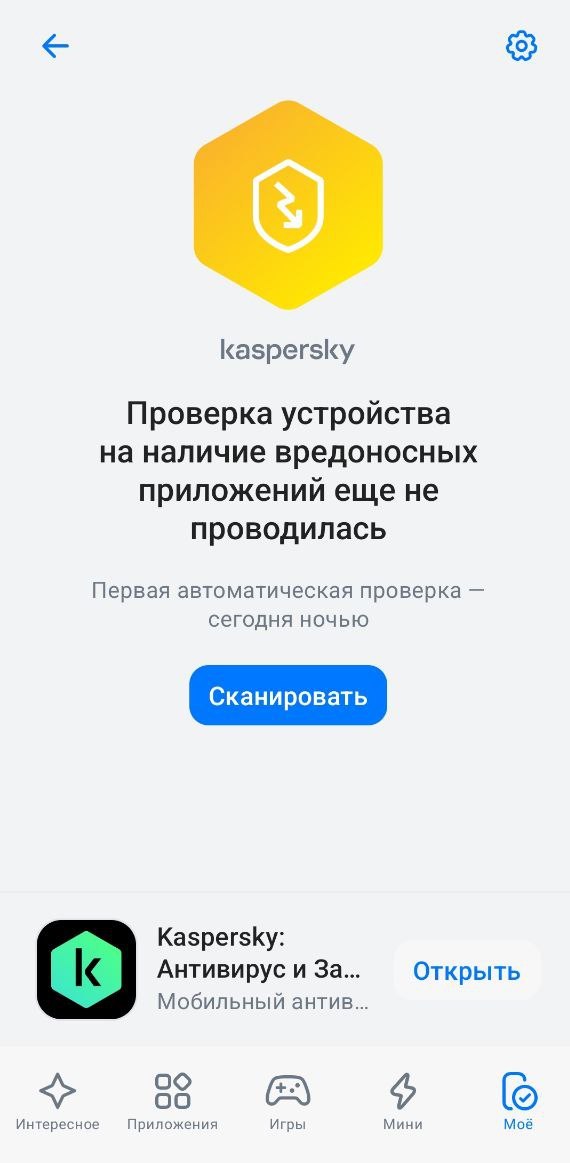 kaspersky
Проверка устройства
на наличие вредоносных
приложений еще не
проводилась
Первая автоматическая проверка —
сегодня ночью
Сканировать
Kaspersky:
Антивирус и За...
Мобильный антив...
Открыть
Интересное
Приложения
Игры
Мини
Моё